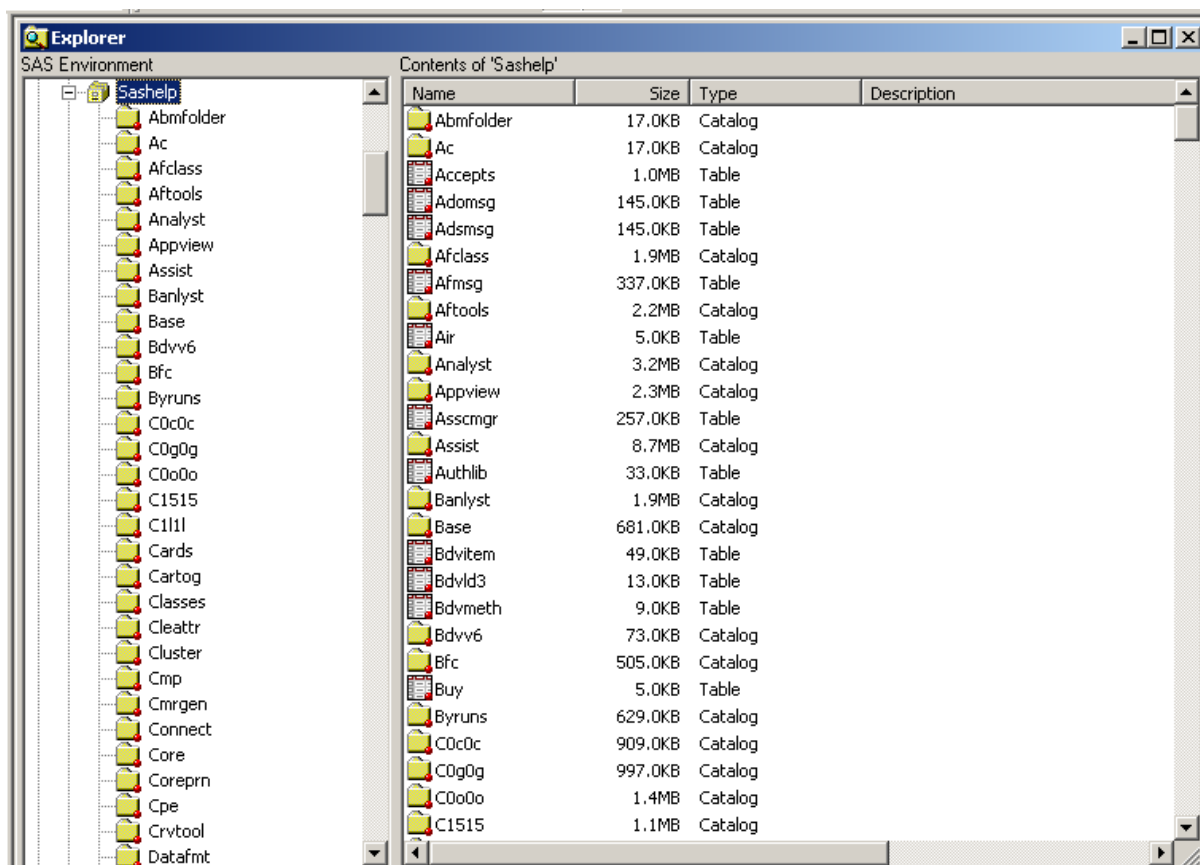 Explorer
SAS Environment
Sashelp
Abmfolder
Ac
Afclass
Aftools
Analyst
Appview
Assist
Banlyst
Base
Bdvv6
Bfc
Byruns
C0c0c
C0g0g
C0o0o
C1515
C1l1l
Cards
Cartog
Classes
Cleattr
Cluster
Cmp
Cmrgen
Connect
Core
Coreprn
Cpe
Crvtool
Datafmt
Contents of 'Sashelp'
Name Size Type Description
Abmfolder 17.0KB Catalog
Ac 17.0KB Catalog
Accepts 1.0MB Table
Adomsg 145.0KB Table
Adsmsg 145.0KB Table
Afclass 1.9MB Catalog
Afmsg 337.0KB Table
Aftools 2.2MB Catalog
Air 5.0KB Table
Analyst 3.2MB Catalog
Appview 2.3MB Catalog
Asscmgr 257.0KB Table
Assist 8.7MB Catalog
Authlib 33.0KB Table
Banlyst 1.9MB Catalog
Base 681.0KB Catalog
Bdvitem 49.0KB Table
Bdvld3 13.0KB Table
Bdvmeth 9.0KB Table
Bdvv6 73.0KB Catalog
Bfc 505.0KB Catalog
Buy 5.0KB Table
Byruns 629.0KB Catalog
C0c0c 909.0KB Catalog
C0g0g 997.0KB Catalog
C0o0o 1.4MB Catalog
C1515 1.1MB Catalog